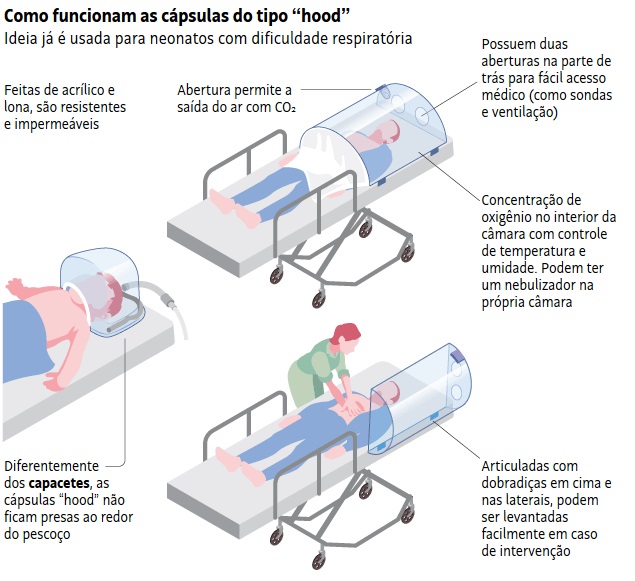 Como funcionam as cápsulas do tipo “hood”
Ideia já é usada para neonatos com dificuldade respiratória
Feitas de acrílico e
lona, são resistentes
e impermeáveis
Abertura permite a
saída do ar com CO₂
Possuem duas
aberturas na parte de
trás para fácil acesso
médico (como sondas
e ventilação)
Concentração de
oxigênio no interior da
câmara com controle
de temperatura e
umidade. Podem ter
um nebulizador na
própria câmara
Diferentemente
dos capacetes, as
cápsulas “hood” não
ficam presas ao redor
do pescoço
Articuladas com
dobradiças em cima e
nas laterais, podem
ser levantadas
facilmente em caso
de intervenção